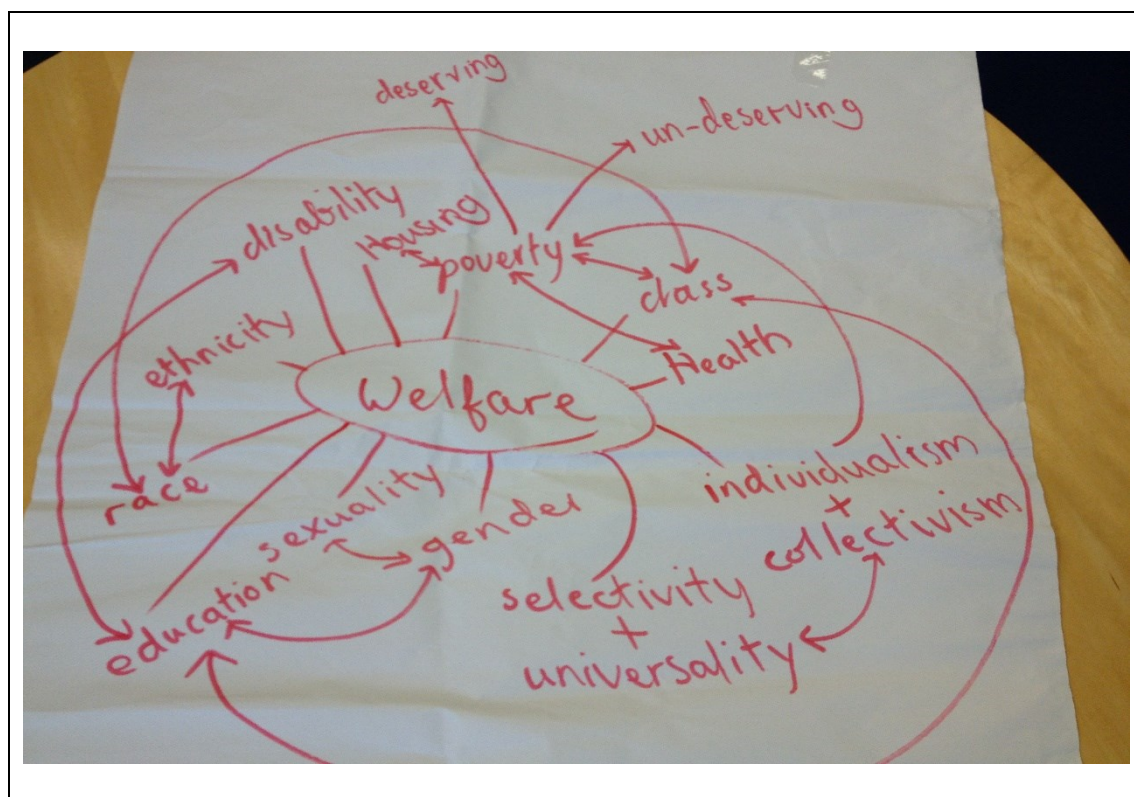 deserving
un-deserving
disability
Housing
poverty
class
ethnicity
Health
Welfare
race
individualism
+
collectivism
sexuality
gender
education
selectivity
+
universality